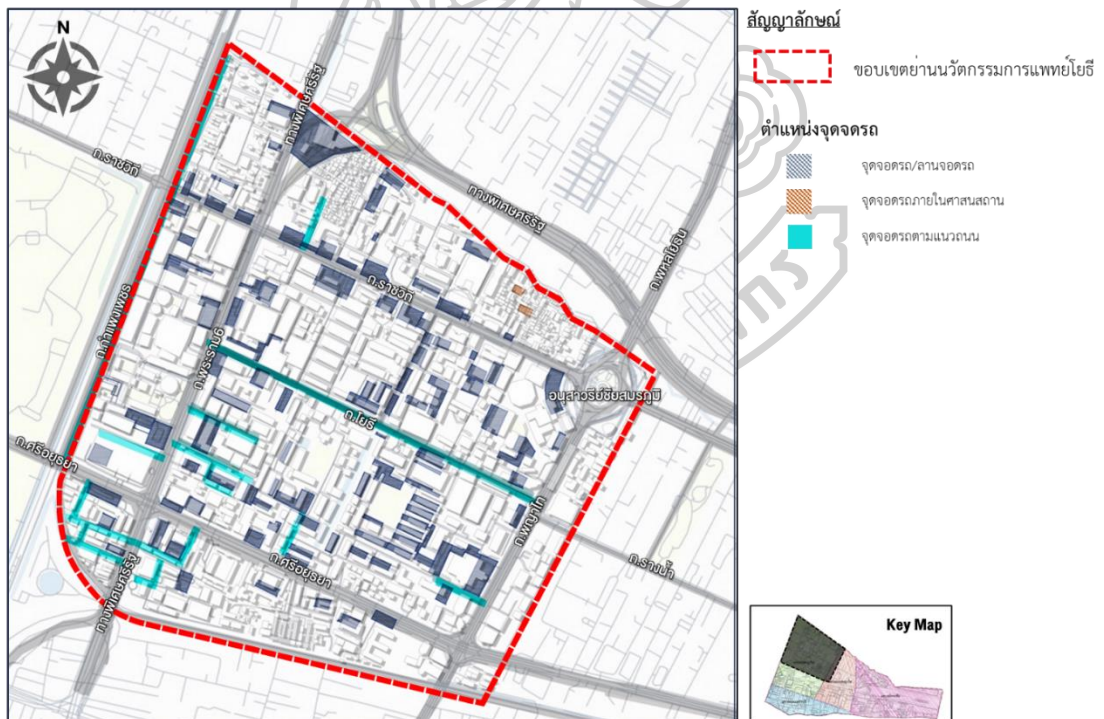 N
สัญญาลักษณ์
ขอบเขตย่านนวัตกรรมการแพทย์โยธี
ตำแหน่งจุดจดรถ
จุดจอดรถ/ลานจอดรถ
จุดจอดรถภายในศาสนสถาน
จุดจอดรถตามแนวถนน
ทางพิเศษศรีรัช
ถ.ราชวิถี
ทางพิเศษศรีรัช
ถ.พหลโยธิน
ถ.ราชวิถี
ถ.กำแพงเพชร
ถ.พระรามที่6
อนุสาวรีย์ชัยสมรภูมิ
ถ.โยธี
ถ.ศรีอยุธยา
ถ.พญาไท
ถ.รางน้ำ
ถ.ศรีอยุธยา
ทางพิเศษศรีรัช
Key Map